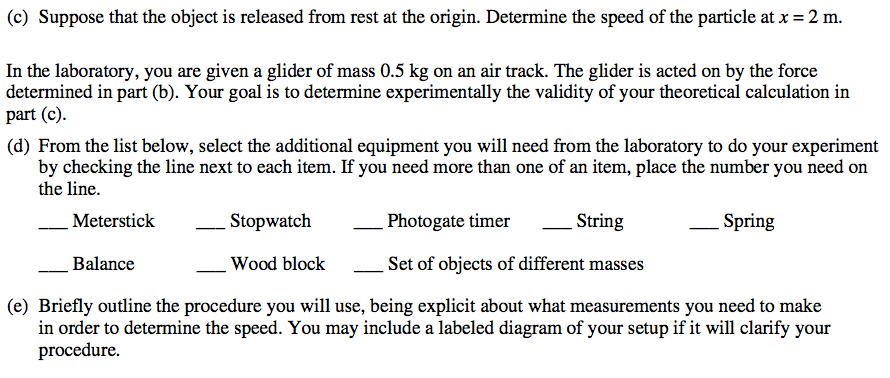 (c) Suppose that the object is released from rest at the origin. Determine the speed of the particle at x = 2 m.
In the laboratory, you are given a glider of mass 0.5 kg on an air track. The glider is acted on by the force
determined in part (b). Your goal is to determine experimentally the validity of your theoretical calculation in
part (c).
(d) From the list below, select the additional equipment you will need from the laboratory to do your experiment
by checking the line next to each item. If you need more than one of an item, place the number you need on
the line.
___ Meterstick ___ Stopwatch ___ Photogate timer ___ String ___ Spring
___ Balance ___ Wood block ___ Set of objects of different masses
(e) Briefly outline the procedure you will use, being explicit about what measurements you need to make
in order to determine the speed. You may include a labeled diagram of your setup if it will clarify your
procedure.